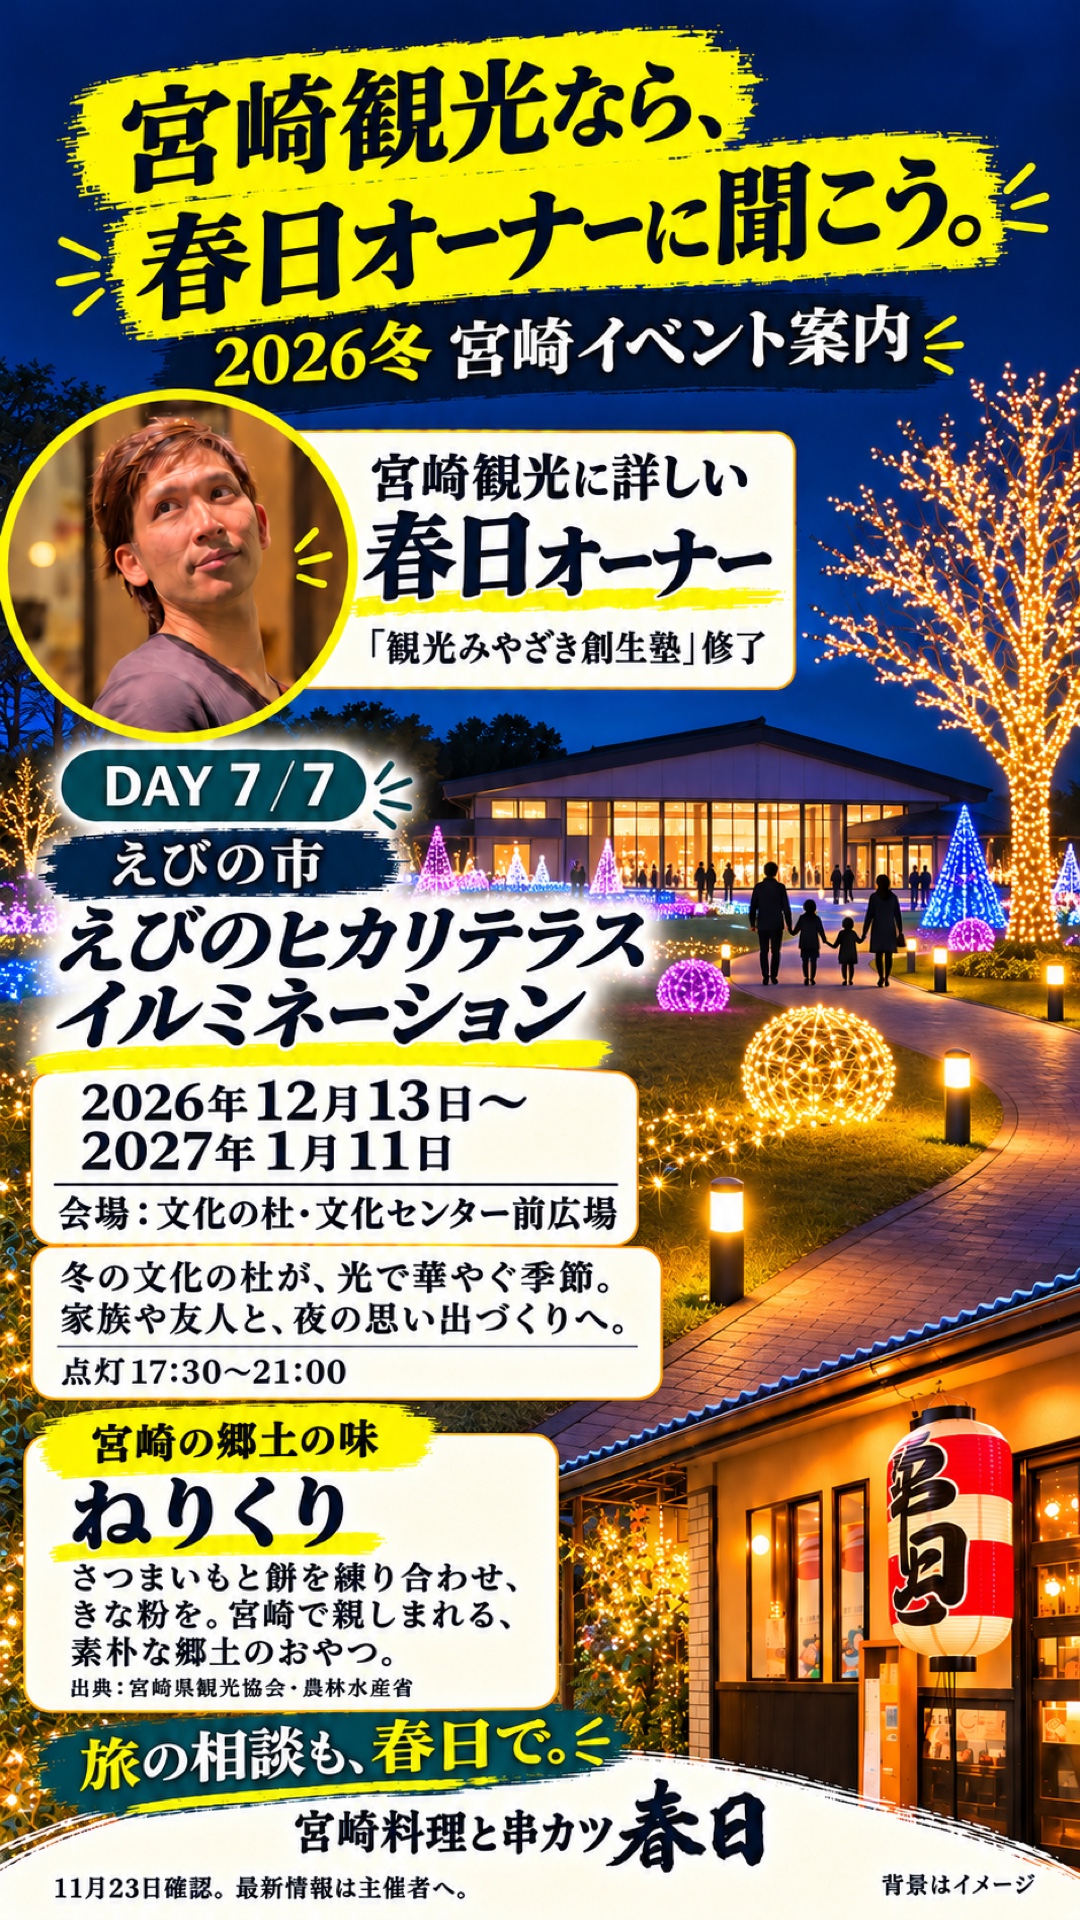 宮崎観光なら、
春日オーナーに聞こう。
2026冬 宮崎イベント案内
宮崎観光に詳しい
春日オーナー
「観光みやざき創生塾」修了
DAY 7/7
えびの市
えびのヒカリテラス
イルミネーション
2026年12月13日～
2027年1月11日
会場：文化の杜・文化センター前広場
冬の文化の杜が、光で華やぐ季節。
家族や友人と、夜の思い出づくりへ。
点灯17:30～21:00
宮崎の郷土の味
ねりくり
さつまいもと餅を練り合わせ、
きな粉を。宮崎で親しまれる、
素朴な郷土のおやつ。
出典：宮崎県観光協会・農林水産省
旅の相談も、春日で。
宮崎料理と串カツ春日
11月23日確認。最新情報は主催者へ。
背景はイメージ